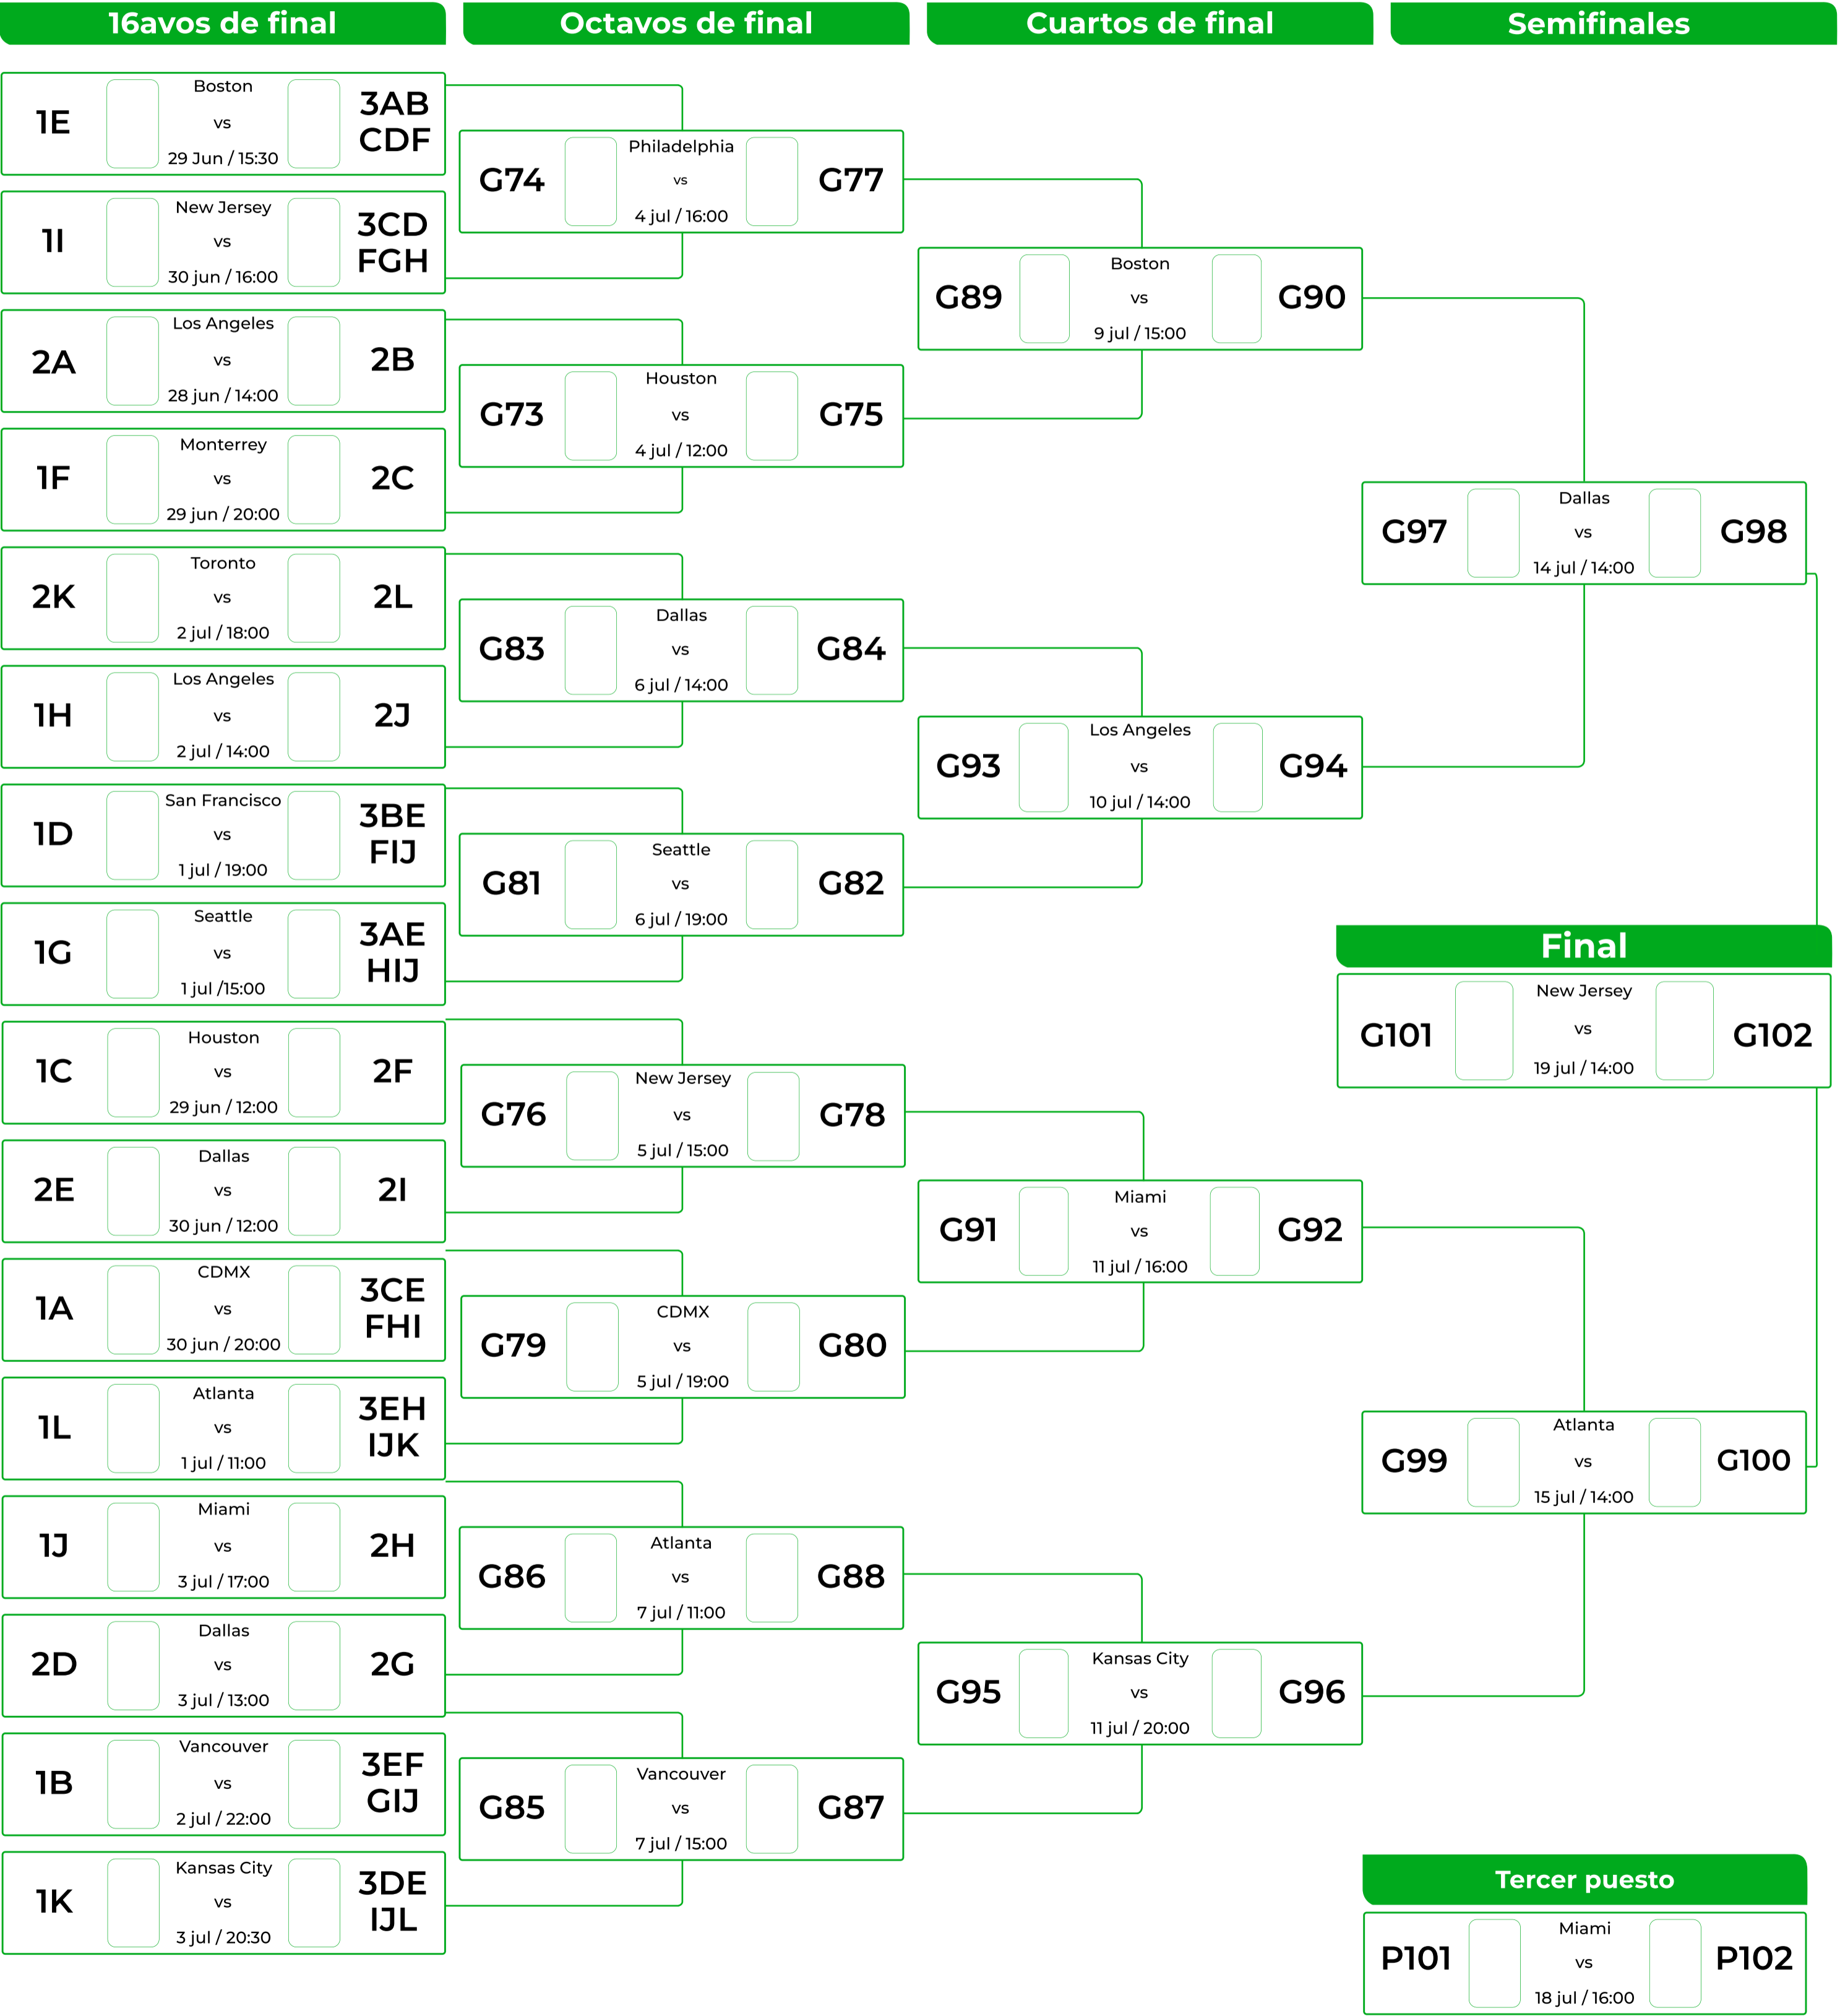 16avos de final
Octavos de final
Cuartos de final
Semifinales
1E
Boston
vs
29 Jun / 15:30
3AB
CDF
1I
New Jersey
vs
30 jun / 16:00
3CD
FGH
2A
Los Angeles
vs
28 jun / 14:00
2B
1F
Monterrey
vs
29 jun / 20:00
2C
2K
Toronto
vs
2 jul / 18:00
2L
1H
Los Angeles
vs
2 jul / 14:00
2J
1D
San Francisco
vs
1 jul / 19:00
3BE
FIJ
1G
Seattle
vs
1 jul /15:00
3AE
HIJ
1C
Houston
vs
29 jun / 12:00
2F
2E
Dallas
vs
30 jun / 12:00
2I
1A
CDMX
vs
30 jun / 20:00
3CE
FHI
1L
Atlanta
vs
1 jul / 11:00
3EH
IJK
1J
Miami
vs
3 jul / 17:00
2H
2D
Dallas
vs
3 jul / 13:00
2G
1B
Vancouver
vs
2 jul / 22:00
3EF
GIJ
1K
Kansas City
vs
3 jul / 20:30
3DE
IJL
G74
Philadelphia
vs
4 jul / 16:00
G77
G73
Houston
vs
4 jul / 12:00
G75
G83
Dallas
vs
6 jul / 14:00
G84
G81
Seattle
vs
6 jul / 19:00
G82
G76
New Jersey
vs
5 jul / 15:00
G78
G79
CDMX
vs
5 jul / 19:00
G80
G86
Atlanta
vs
7 jul / 11:00
G88
G85
Vancouver
vs
7 jul / 15:00
G87
G89
Boston
vs
9 jul / 15:00
G90
G93
Los Angeles
vs
10 jul / 14:00
G94
G91
Miami
vs
11 jul / 16:00
G92
G95
Kansas City
vs
11 jul / 20:00
G96
G97
Dallas
vs
14 jul / 14:00
G98
Final
G101
New Jersey
vs
19 jul / 14:00
G102
G99
Atlanta
vs
15 jul / 14:00
G100
Tercer puesto
P101
Miami
vs
18 jul / 16:00
P102